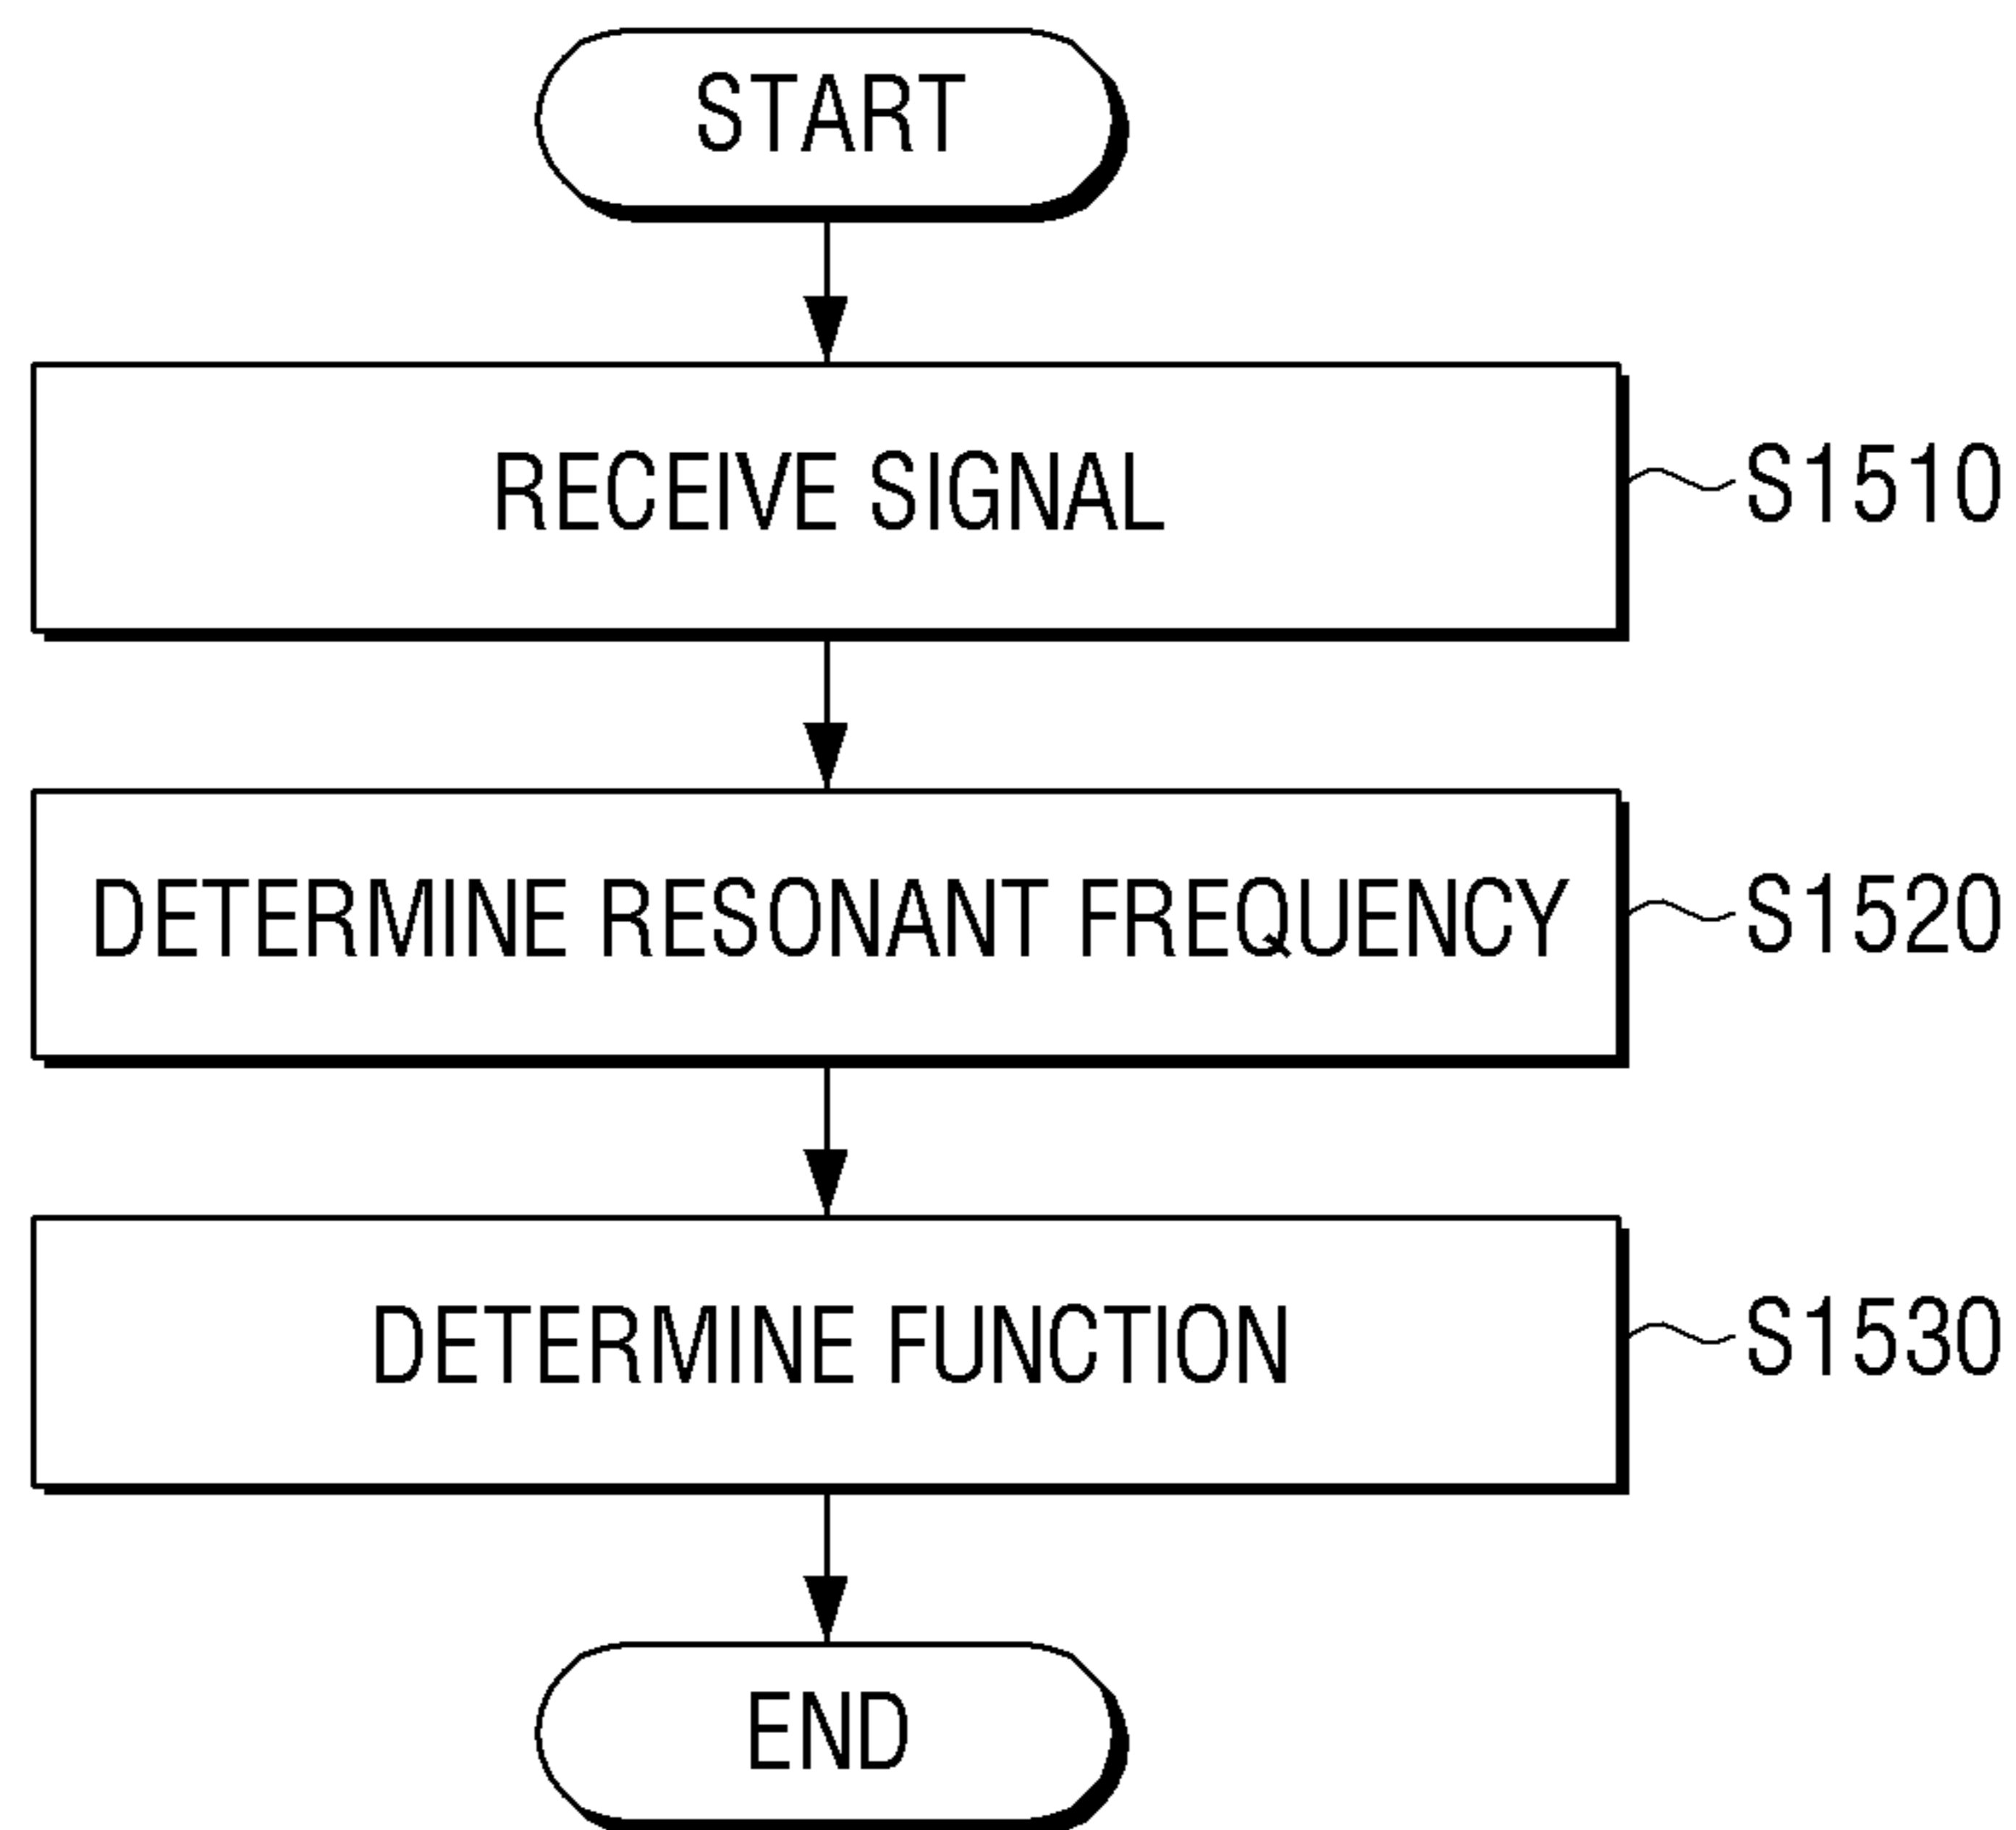 START
RECEIVE SIGNAL
S1510
DETERMINE RESONANT FREQUENCY
S1520
DETERMINE FUNCTION
S1530
END